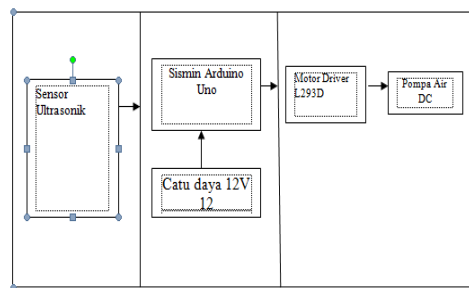 Sensor
Ultrasonik
Sismin Arduino
Uno
Catu daya 12V
12
Motor Driver
L293D
Pompa Air
DC